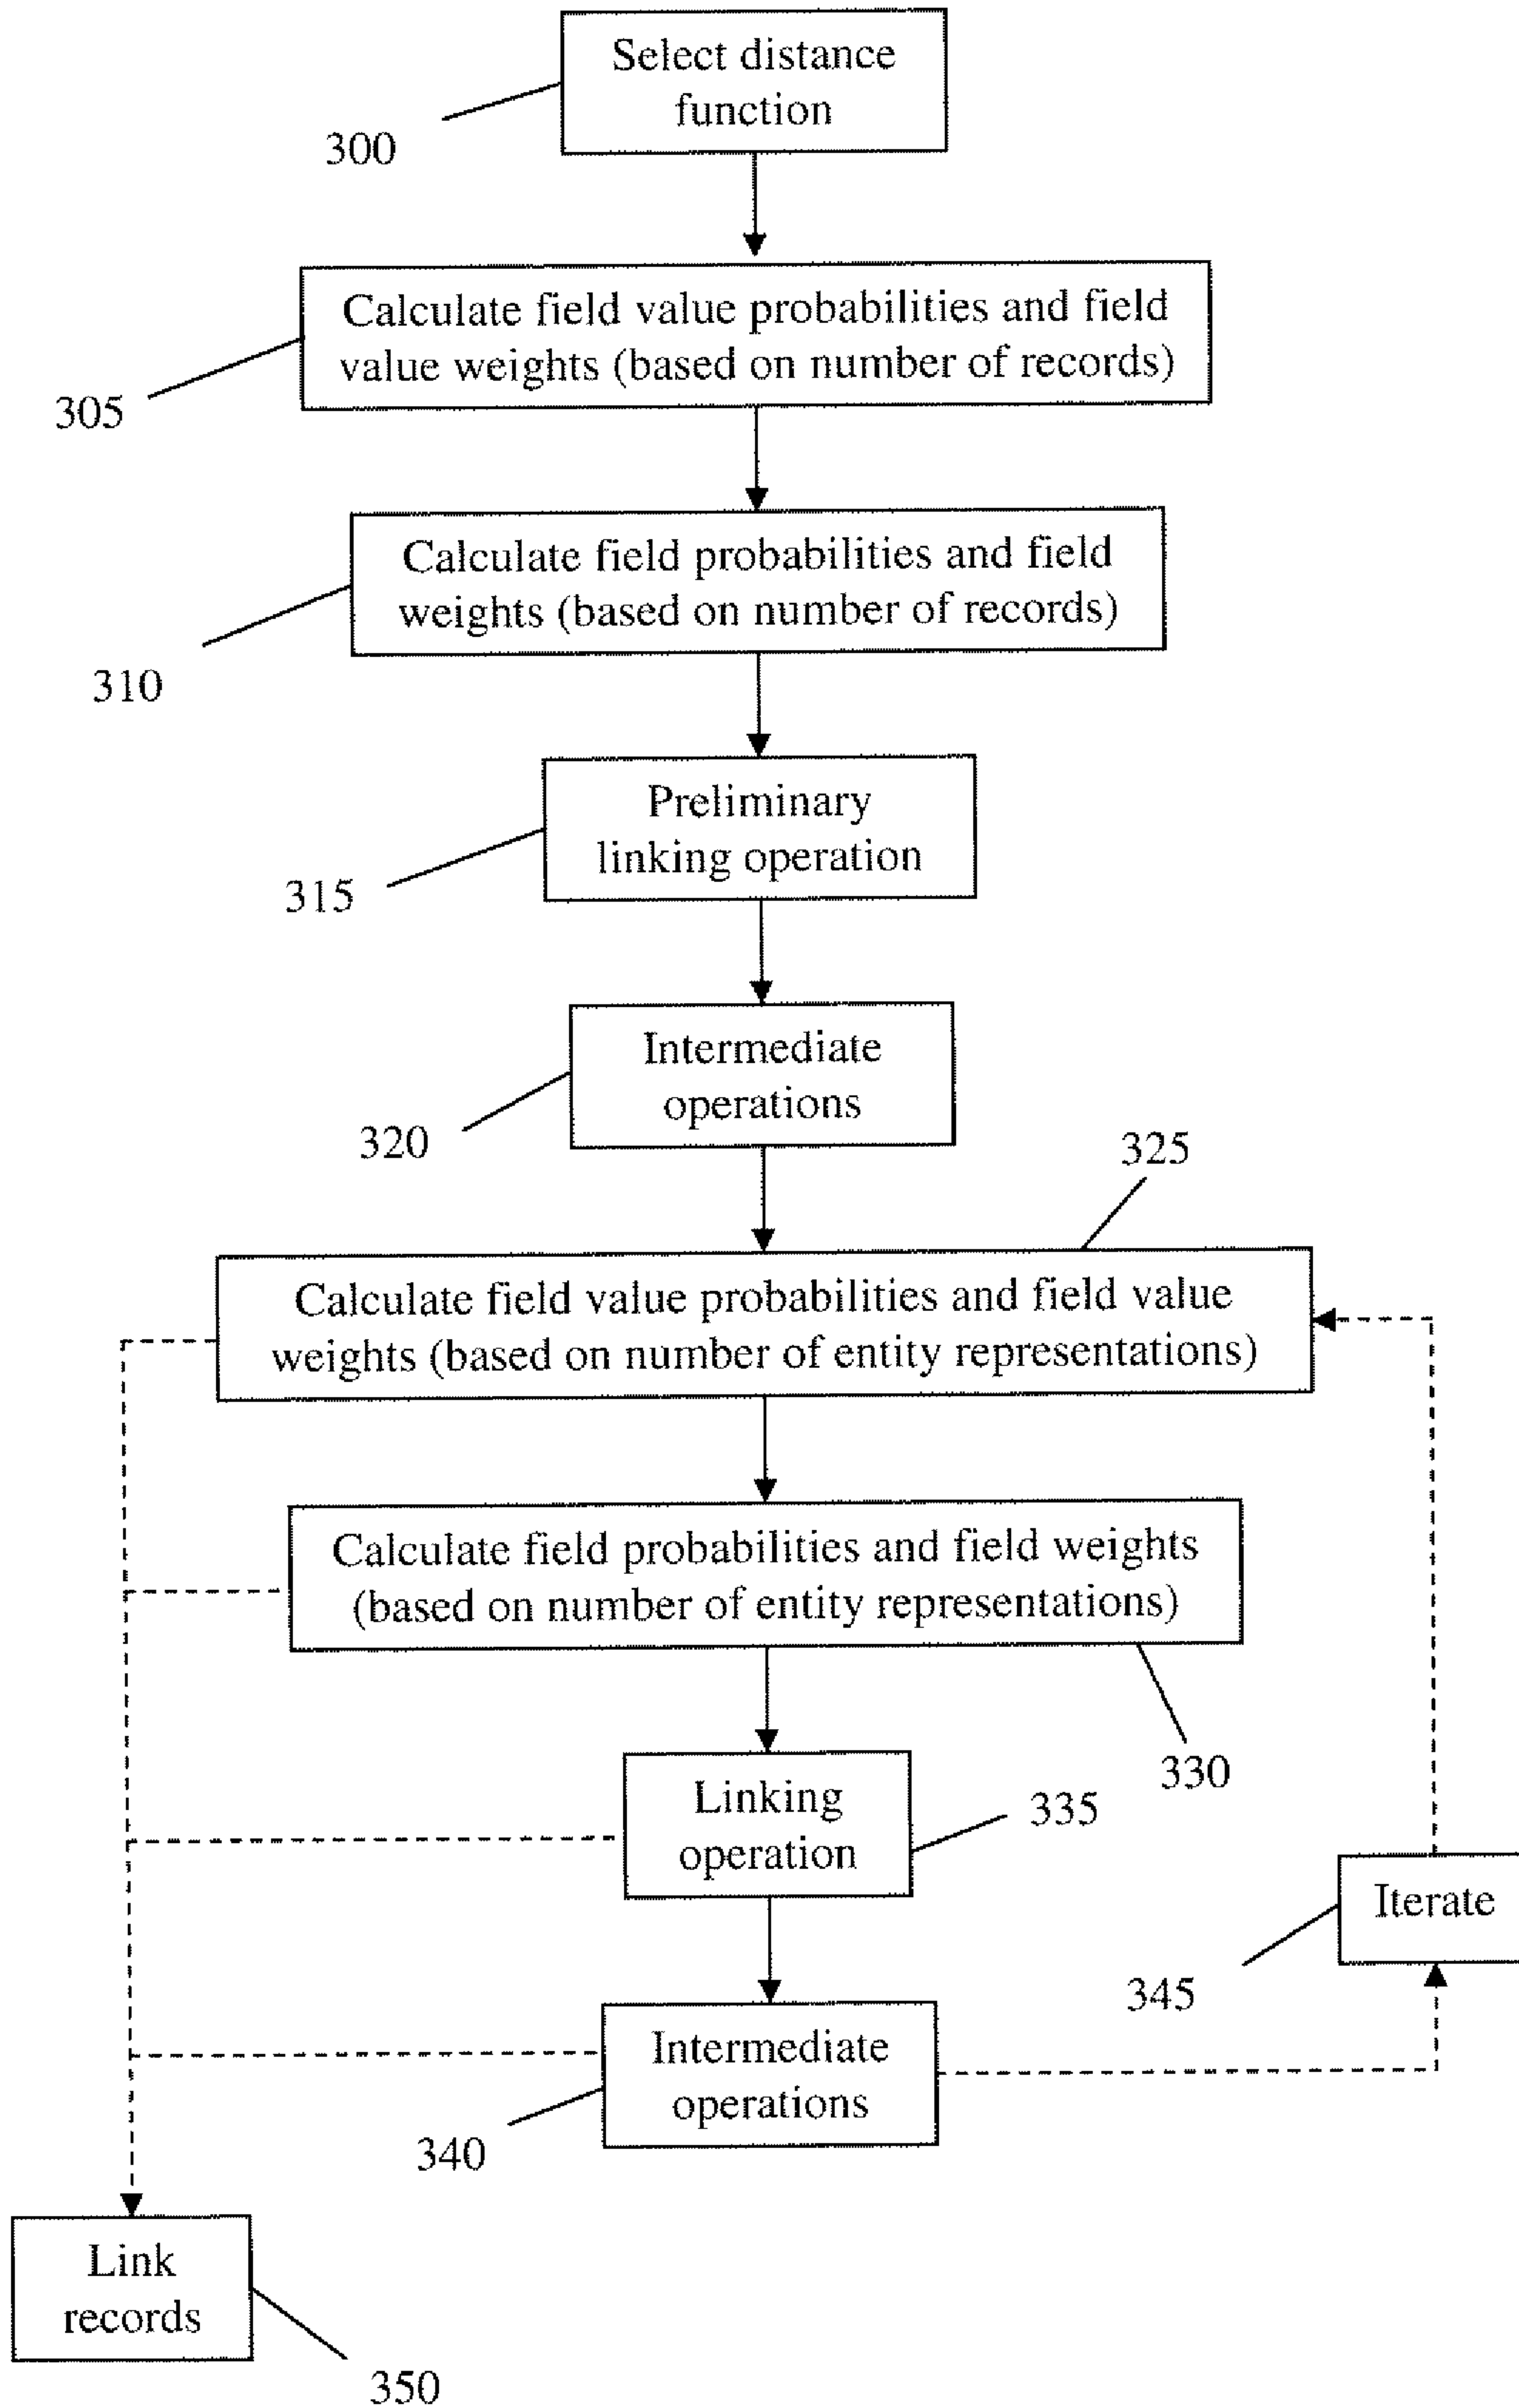 Select distance
function
300
Calculate field value probabilities and field
value weights (based on number of records)
305
Calculate field probabilities and field
weights (based on number of records)
310
Preliminary
linking operation
315
Intermediate
operations
320
325
Calculate field value probabilities and field value
weights (based on number of entity representations)
Calculate field probabilities and field weights
(based on number of entity representations)
330
Linking
operation
335
Iterate
345
Intermediate
operations
340
Link
records
350